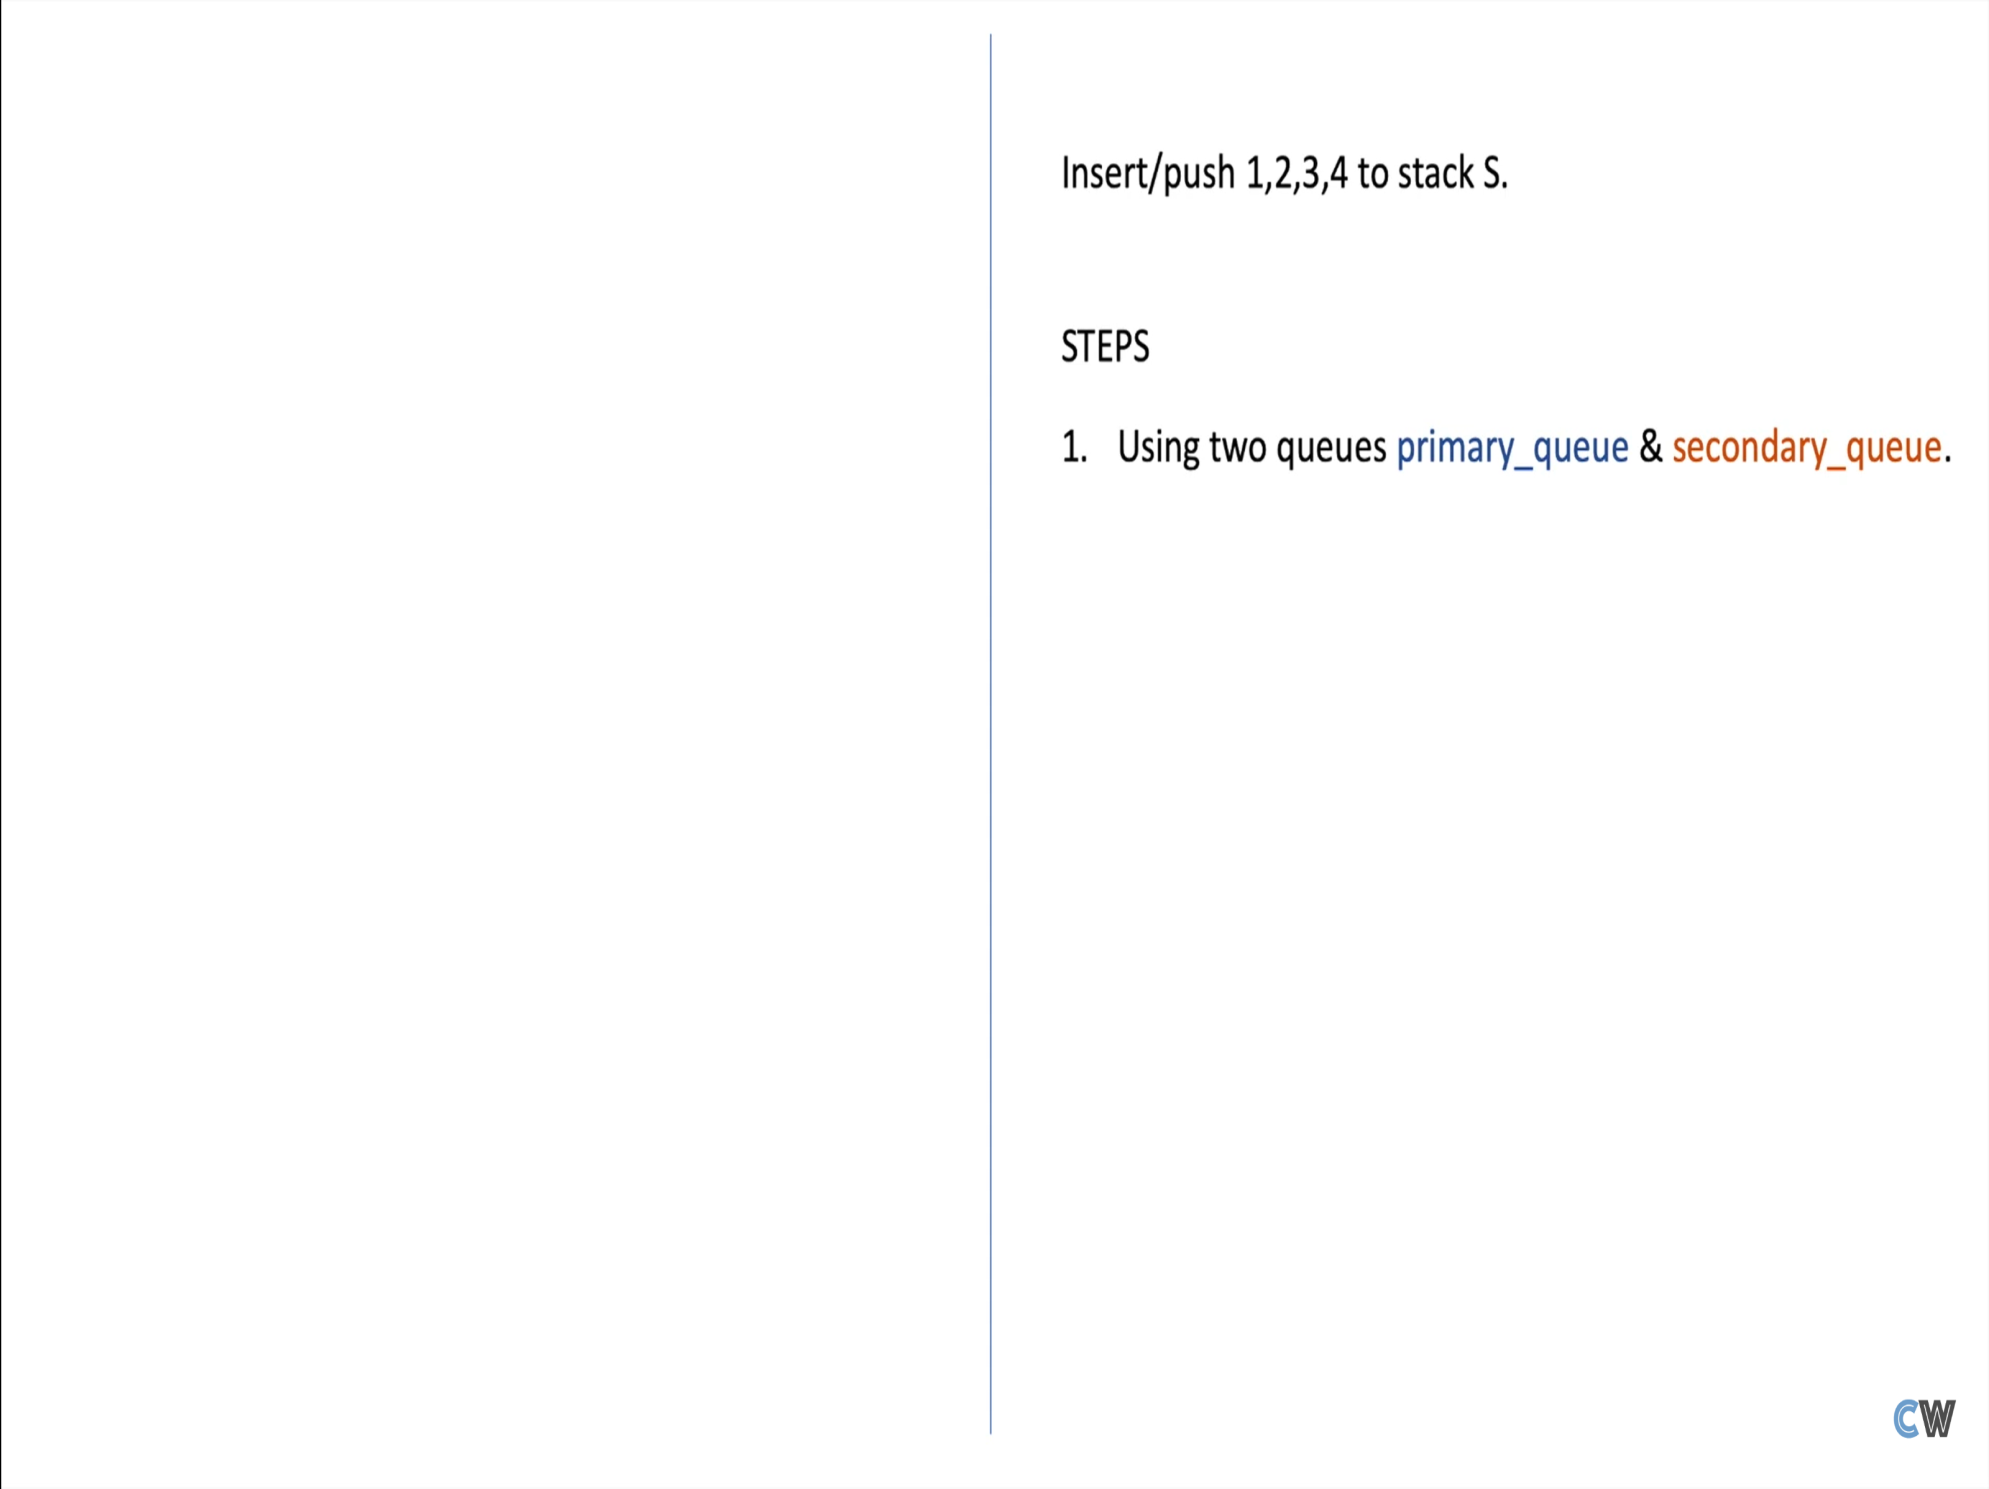 Insert/push 1,2,3,4 to stack S.
STEPS
1. Using two queues primary_queue & secondary_queue.
CW